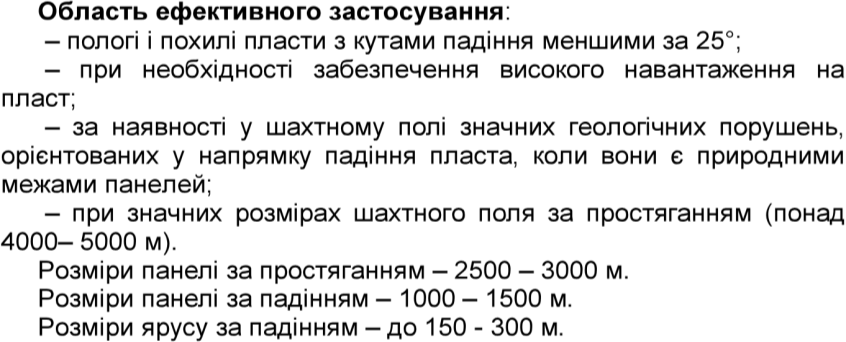 Область ефективного застосування:
– пологі і похилі пласти з кутами падіння меншими за 25°;
– при необхідності забезпечення високого навантаження на
пласт;
– за наявності у шахтному полі значних геологічних порушень,
орієнтованих у напрямку падіння пласта, коли вони є природними
межами панелей;
– при значних розмірах шахтного поля за простяганням (понад
4000– 5000 м).
Розміри панелі за простяганням – 2500 – 3000 м.
Розміри панелі за падінням – 1000 – 1500 м.
Розміри ярусу за падінням – до 150 - 300 м.